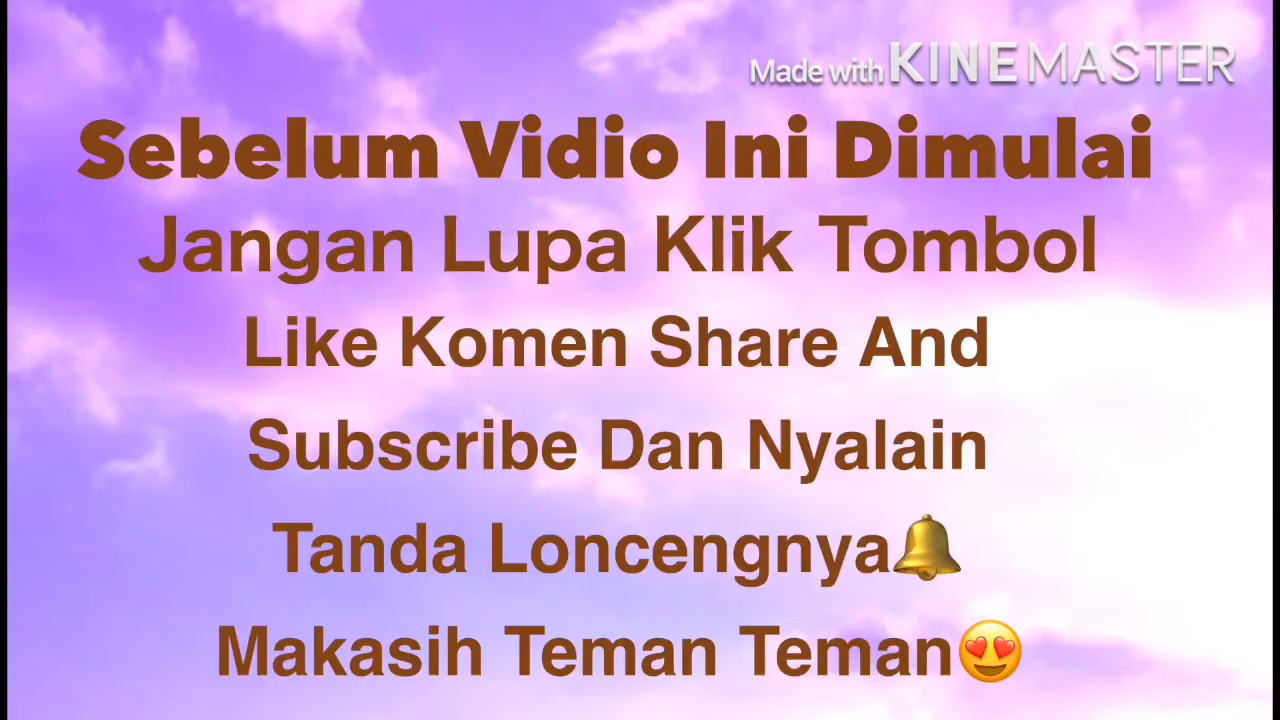 Made with KINEMASTER
Sebelum Vidio Ini Dimulai
Jangan Lupa Klik Tombol
Like Komen Share And
Subscribe Dan Nyalain
Tanda Loncengnya🔔
Makasih Teman Teman😍